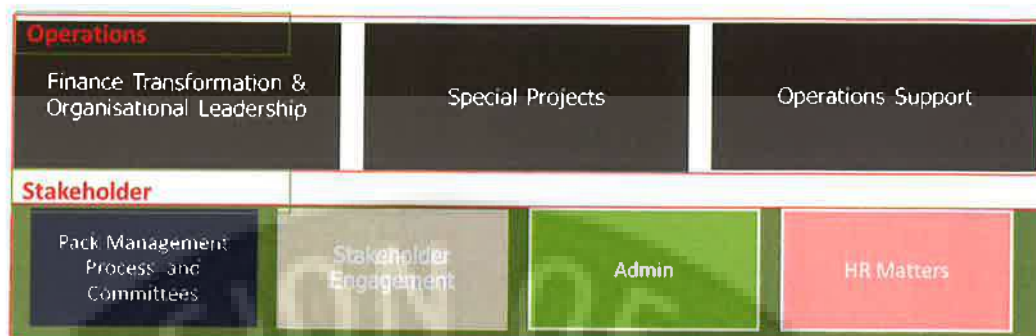 Operations
Finance Transformation &
Organisational Leadership
Special Projects
Operations Support
Stakeholder
Pack Management
Process and
Committees
Stakeholder
Engagement
Admin
HR Matters